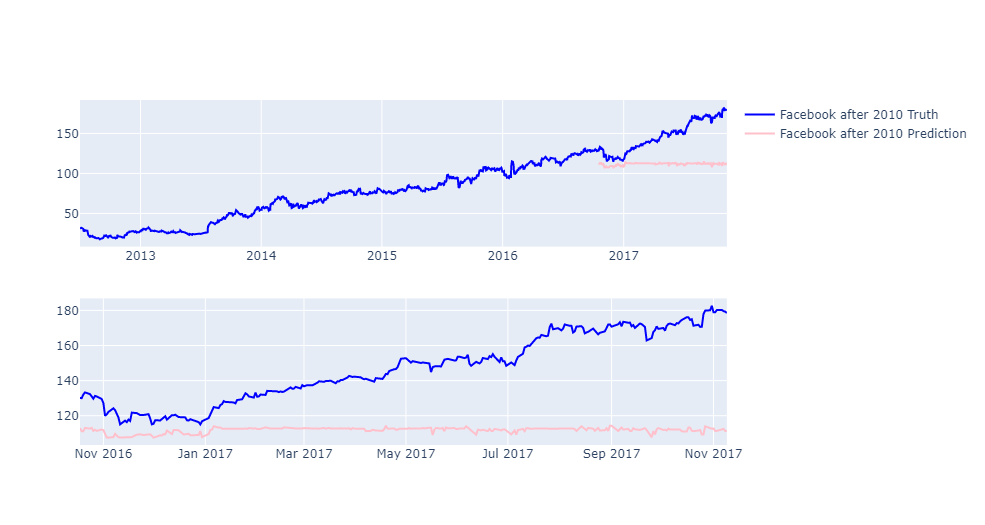 Facebook after 2010 Truth
Facebook after 2010 Prediction
150
100
50
2013 2014 2015 2016 2017
180
160
140
120
Nov 2016 Jan 2017 Mar 2017 May 2017 Jul 2017 Sep 2017 Nov 2017